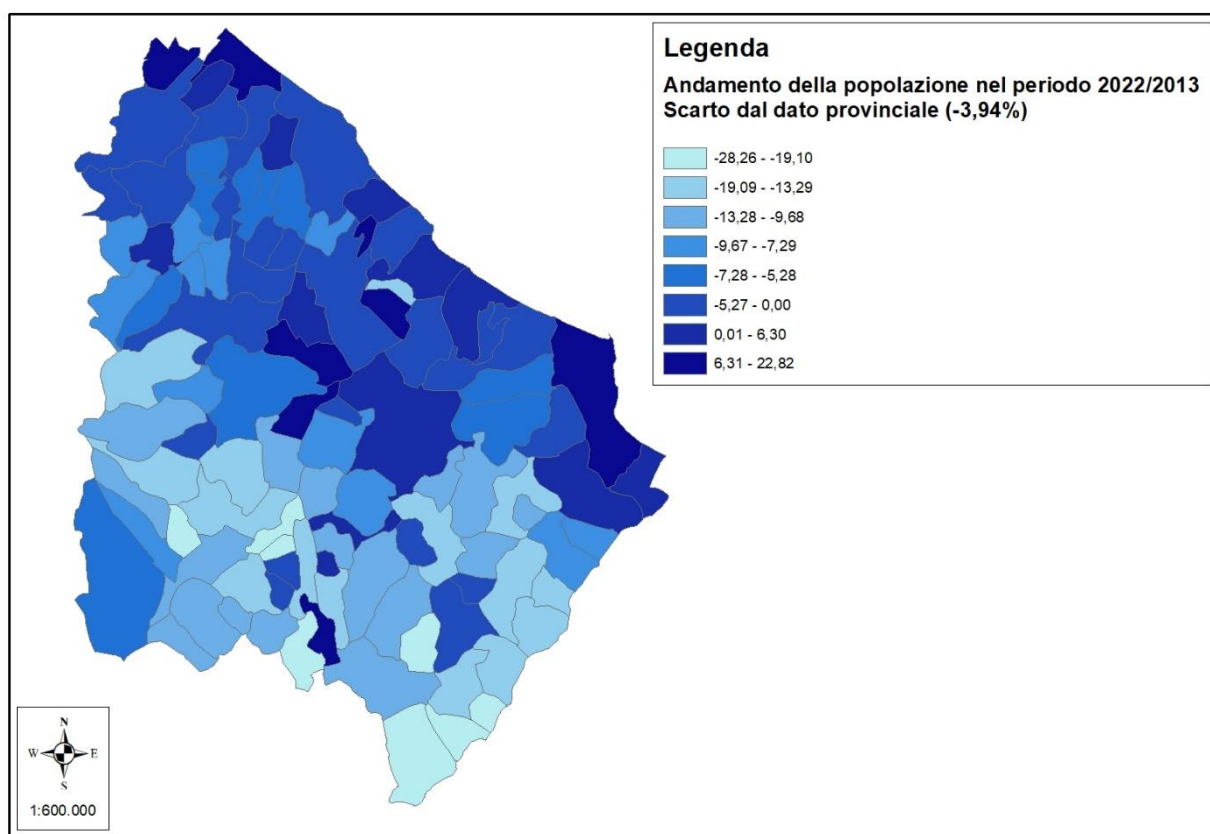 Legenda
Andamento della popolazione nel periodo 2022/2013
Scarto dal dato provinciale (-3,94%)
-28,26 - -19,10
-19,09 - -13,29
-13,28 - -9,68
-9,67 - -7,29
-7,28 - -5,28
-5,27 - 0,00
0,01 - 6,30
6,31 - 22,82
N
W E
S
1:600.000